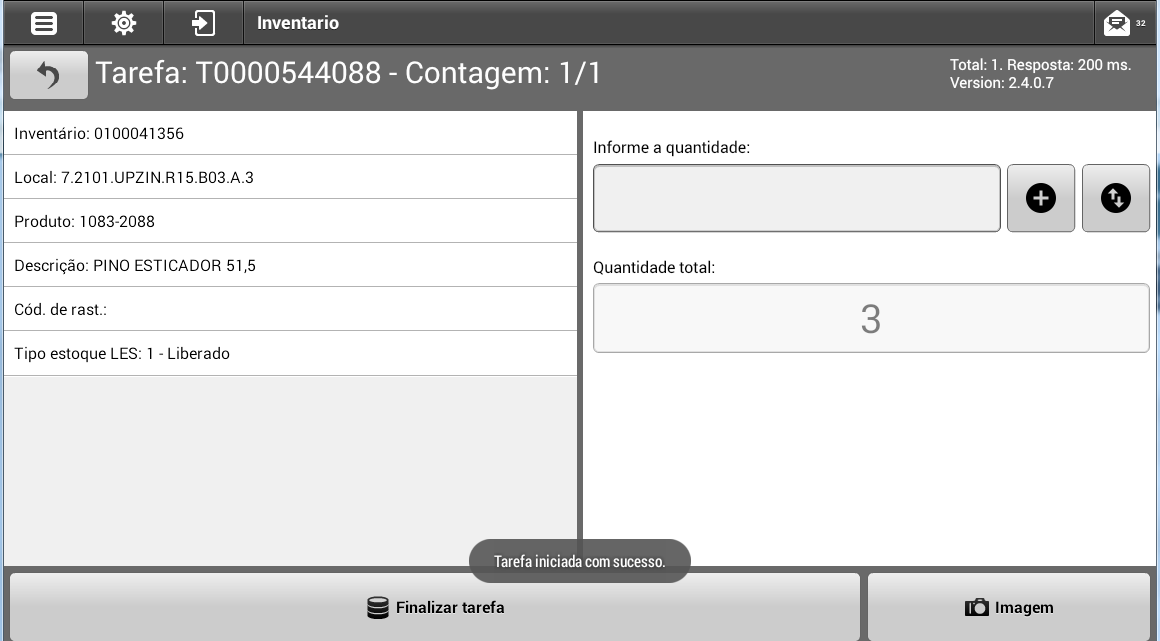 Inventario
32
Tarefa: T0000544088 - Contagem: 1/1
Total: 1. Resposta: 200 ms.
Version: 2.4.0.7
Inventário: 0100041356
Local: 7.2101.UPZIN.R15.B03.A.3
Produto: 1083-2088
Descrição: PINO ESTICADOR 51,5
Cód. de rast.:
Tipo estoque LES: 1 - Liberado
Informe a quantidade:
Quantidade total:
3
Tarefa iniciada com sucesso.
Finalizar tarefa
Imagem